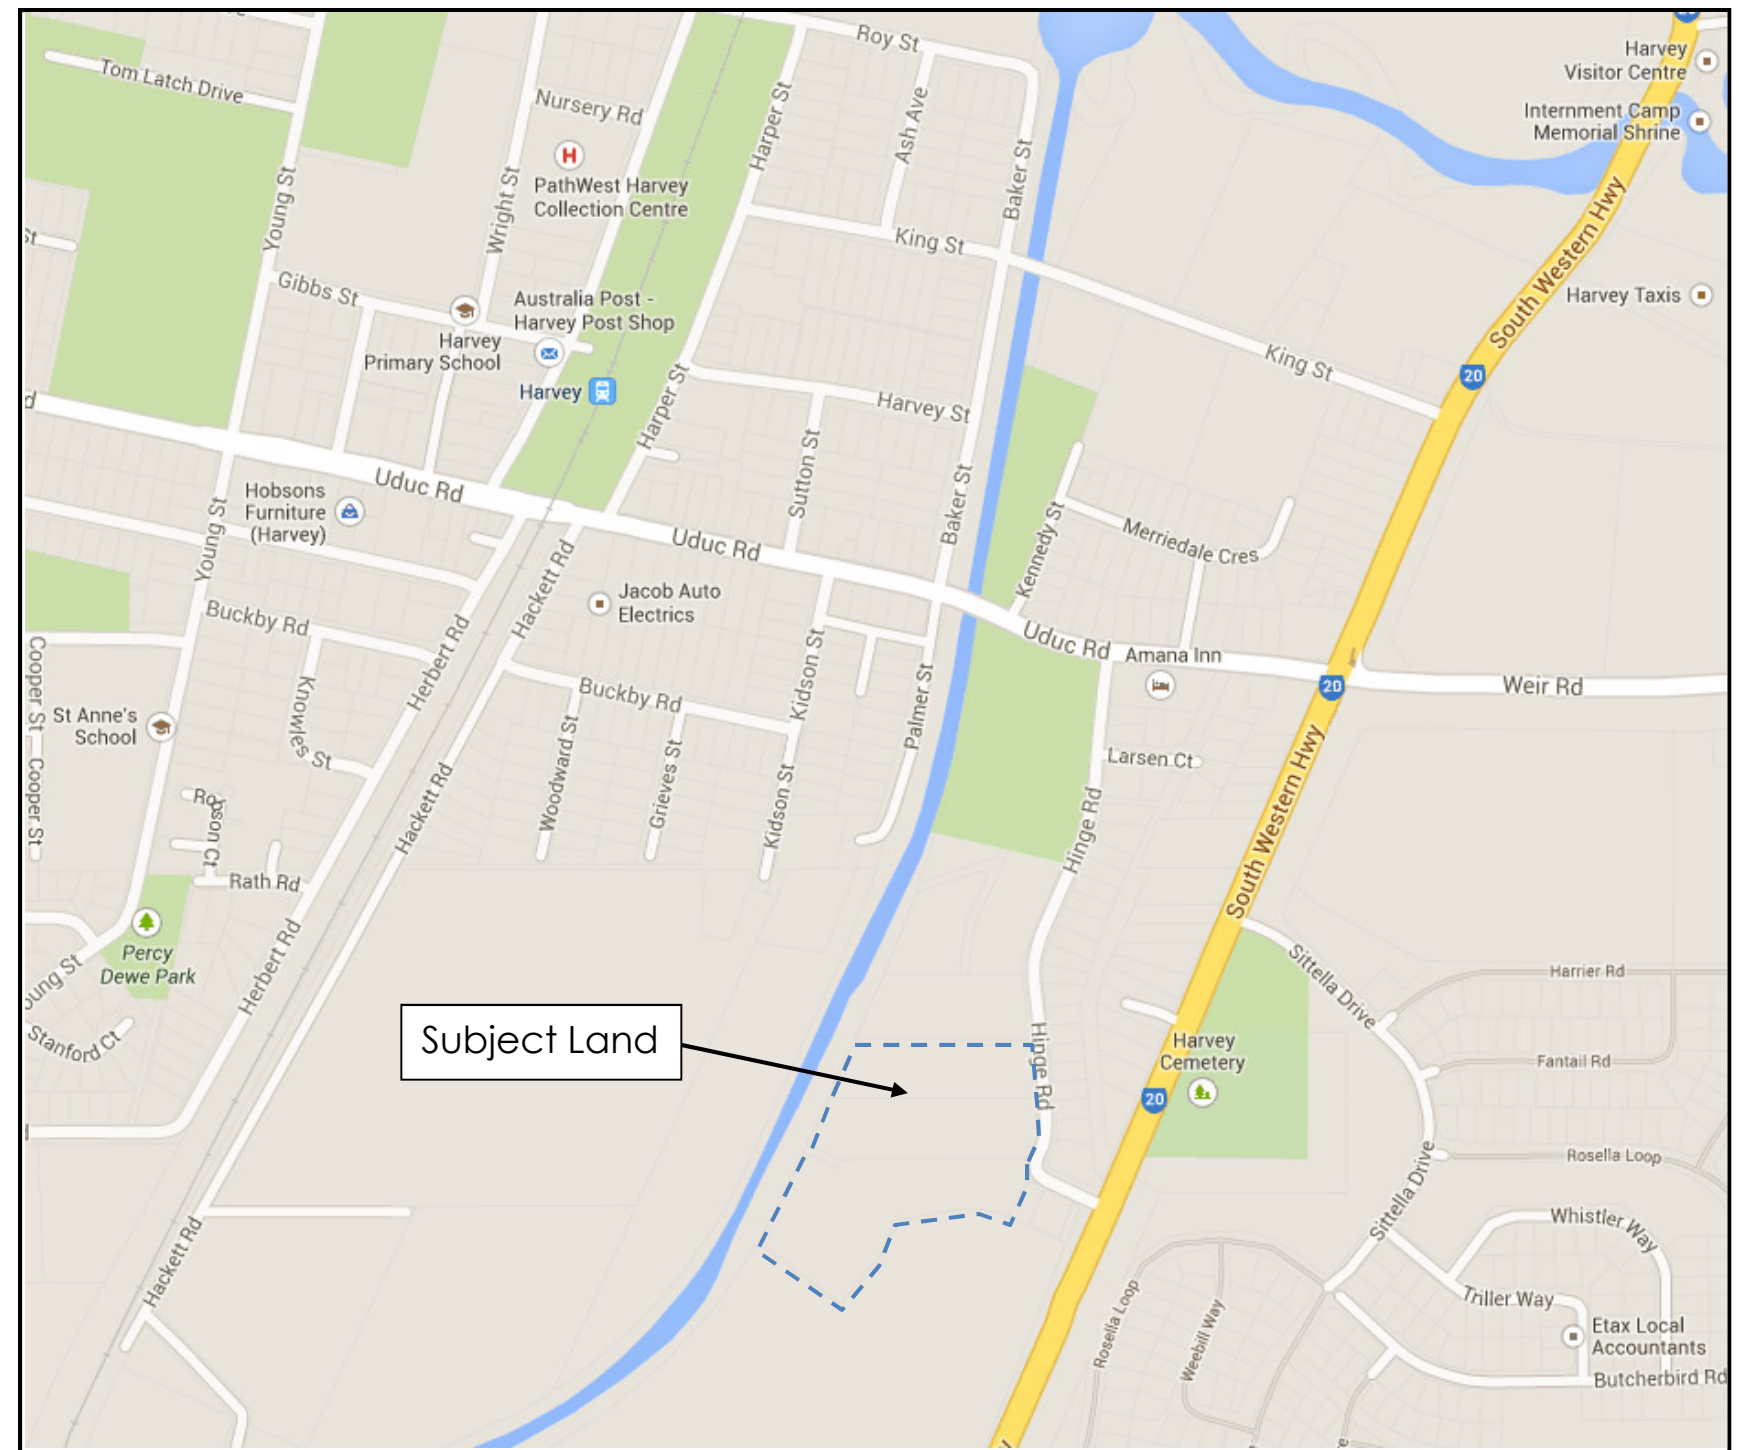 Roy St
20
Harvey
Visitor Centre
Tom Latch Drive
Nursery Rd
Harper St
Ash Ave
Internment Camp
Memorial Shrine
PathWest Harvey
Collection Centre
H
Young St
Wright St
Baker St
King St
South Western Hwy
St
Gibbs St
Australia Post -
Harvey Post Shop
Harvey Taxis
Harvey
Primary School
King St
20
Harvey
Harper St
Harvey St
d
Uduc Rd
Sutton St
Baker St
Hobsons
Furniture
(Harvey)
Young St
Uduc Rd
Kennedy St
Merriedale Cres
Hackett Rd
Jacob Auto
Electrics
Buckby Rd
Herbert Rd
Uduc Rd
Amana Inn
Cooper St
Kidson St
Palmer St
20
Weir Rd
Buckby Rd
Knowles St
St Anne's
School
Woodward St
Grieves St
Kidson St
Larsen Ct
South Western Hwy
Cooper St
Hackett Rd
Hinge Rd
Robson Ct
Rath Rd
Percy
Dewe Park
Herbert Rd
Sittella Drive
Harrier Rd
oung St
Stanford Ct
Subject Land
Hinge Rd
Harvey
Cemetery
Fantail Rd
20
Rosella Loop
Sittella Drive
Whistler Way
Hackett Rd
Rosella Loop
Weebill Way
Triller Way
Etax Local
Accountants
Butcherbird Rd